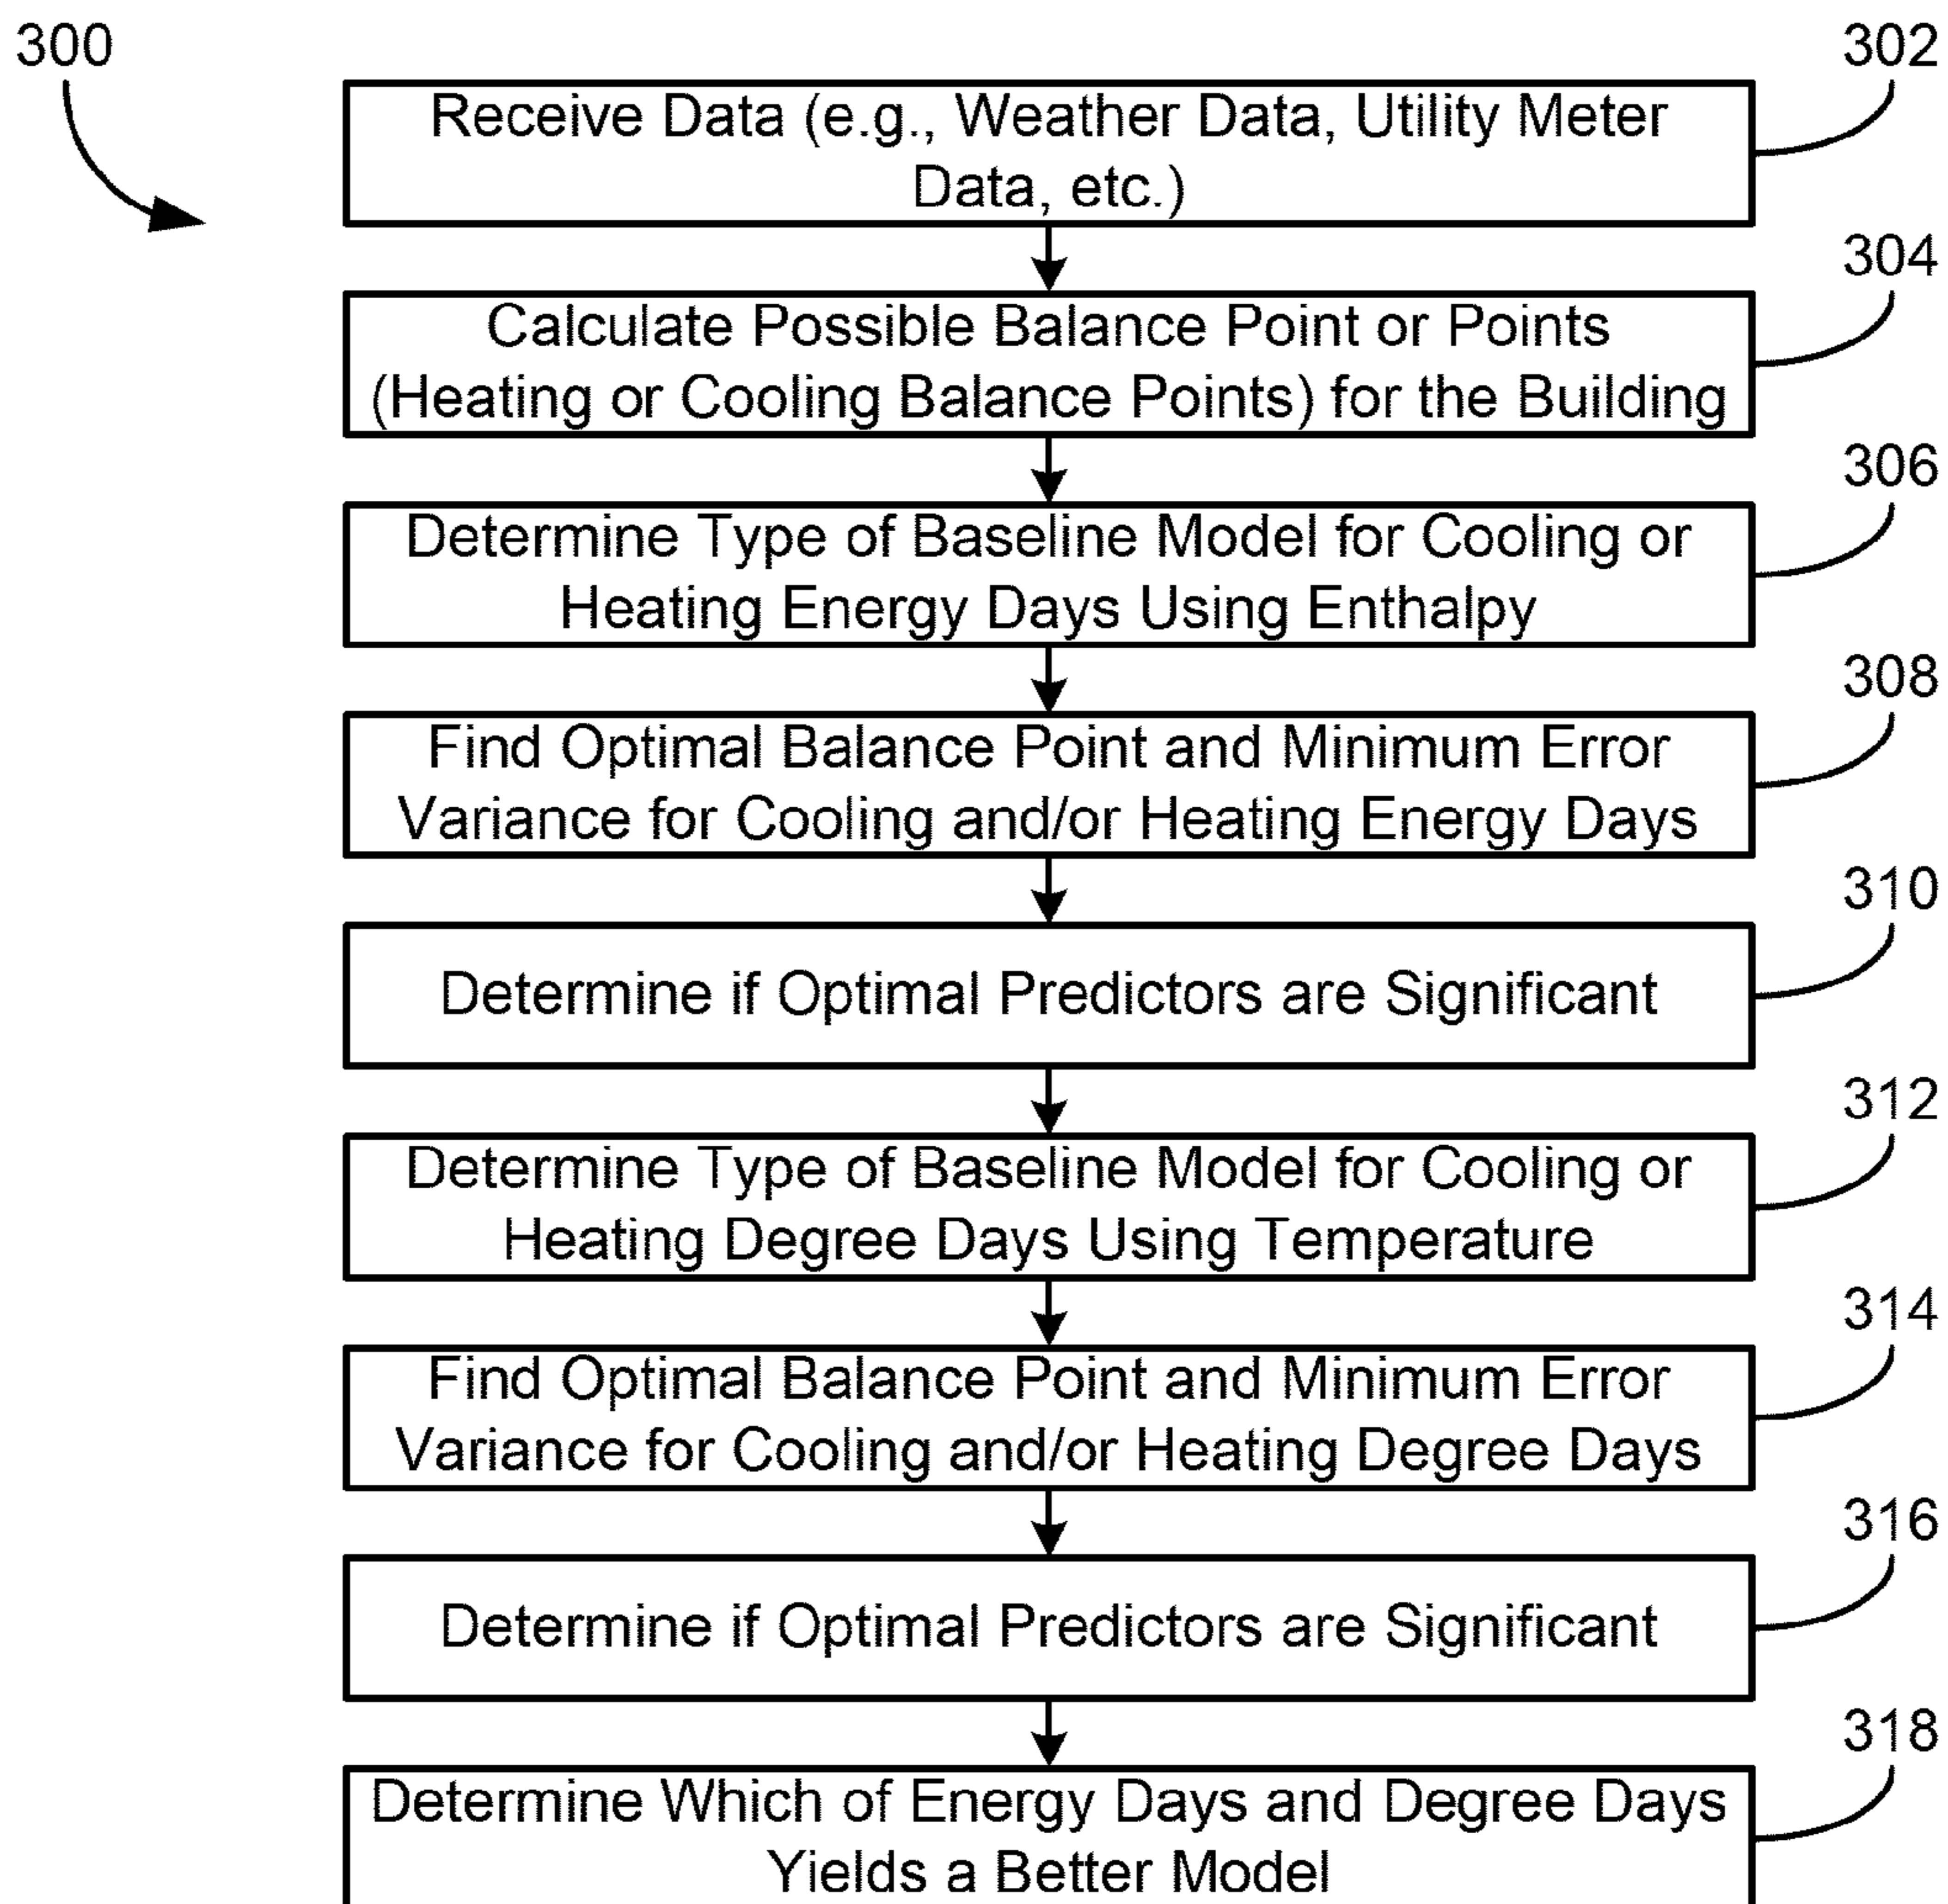 300
302
Receive Data (e.g., Weather Data, Utility Meter
Data, etc.)
304
Calculate Possible Balance Point or Points
(Heating or Cooling Balance Points) for the Building
306
Determine Type of Baseline Model for Cooling or
Heating Energy Days Using Enthalpy
308
Find Optimal Balance Point and Minimum Error
Variance for Cooling and/or Heating Energy Days
310
Determine if Optimal Predictors are Significant
312
Determine Type of Baseline Model for Cooling or
Heating Degree Days Using Temperature
314
Find Optimal Balance Point and Minimum Error
Variance for Cooling and/or Heating Degree Days
316
Determine if Optimal Predictors are Significant
318
Determine Which of Energy Days and Degree Days
Yields a Better Model